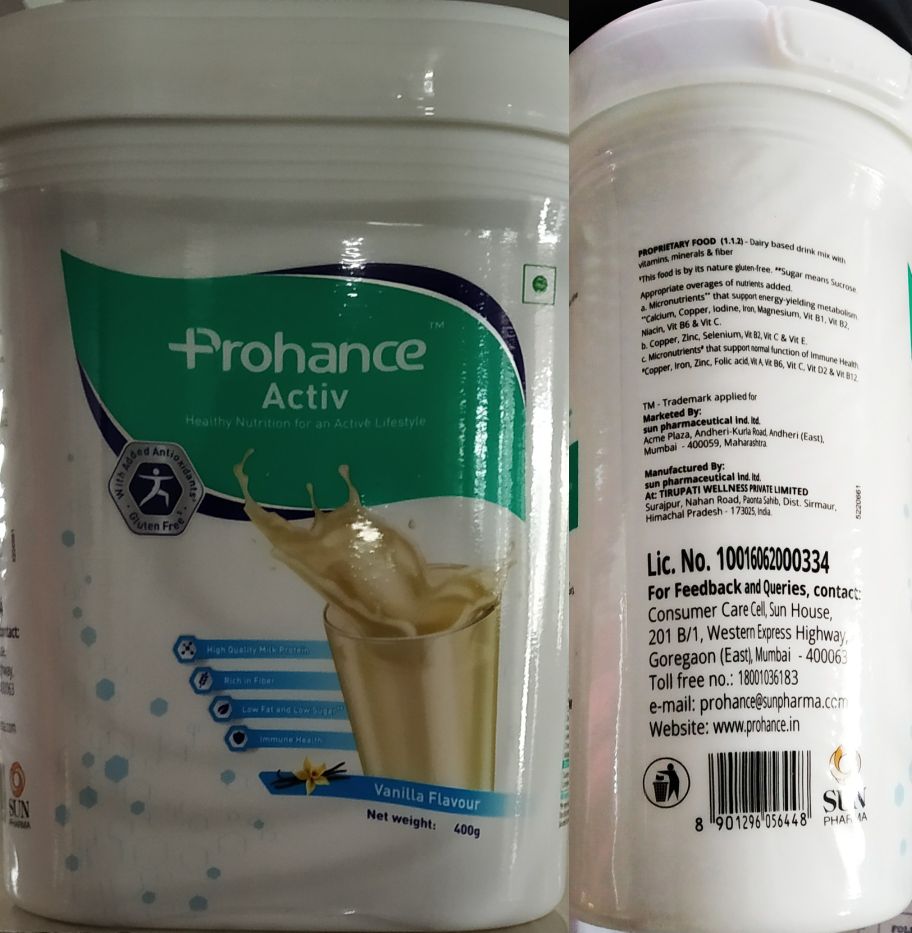 Prohance™
Activ
Healthy Nutrition for an Active Lifestyle
With Added Antioxidants
Gluten Free
High Quality Milk Protein
Rich in Fiber
Low Fat and Low Sugar**
Immune Health
Vanilla Flavour
Net weight: 400g
SUN
PHARMA
PROPRIETARY FOOD (1.1.2) - Dairy based drink mix with
vitamins, minerals & fiber
This food is by its nature gluten-free. **Sugar means Sucrose.
Appropriate overages of nutrients added.
a. Micronutrients^^ that support energy-yielding metabolism
^^Calcium, Copper, Iodine, Iron, Magnesium, Vit B1, Vit B2,
Niacin, Vit B6 & Vit C.
b. Copper, Zinc, Selenium, Vit B2, Vit C & Vit E.
c. Micronutrients# that support normal function of Immune Health
#Copper, Iron, Zinc, Folic acid, Vit A, Vit B6, Vit C, Vit D2 & Vit B12
TM - Trademark applied for
Marketed By:
sun pharmaceutical ind. ltd.
Acme Plaza, Andheri-Kurla Road, Andheri (East),
Mumbai - 400059, Maharashtra
Manufactured By:
sun pharmaceutical ind. ltd.
At: TIRUPATI WELLNESS PRIVATE LIMITED
Surajpur, Nahan Road, Paonta Sahib, Dist. Sirmaur,
Himachal Pradesh - 173025, India.
5220661
Lic. No. 10016062000334
For Feedback and Queries, contact:
Consumer Care Cell, Sun House,
201 B/1, Western Express Highway,
Goregaon (East), Mumbai - 400063
Toll free no.: 18001036183
e-mail: prohance@sunpharma.com
Website: www.prohance.in
8 901296 056448
SUN
PHARMA